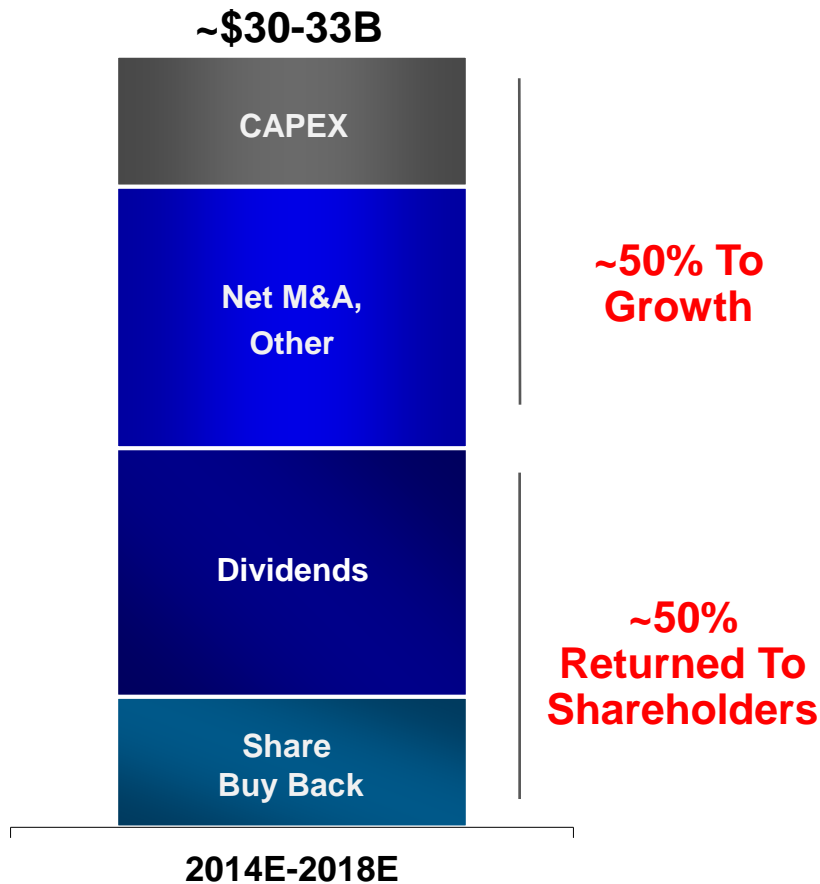 ~$30-33B
CAPEX
Net M&A,
Other
~50% To
Growth
Dividends
~50%
Returned To
Shareholders
Share
Buy Back
2014E-2018E